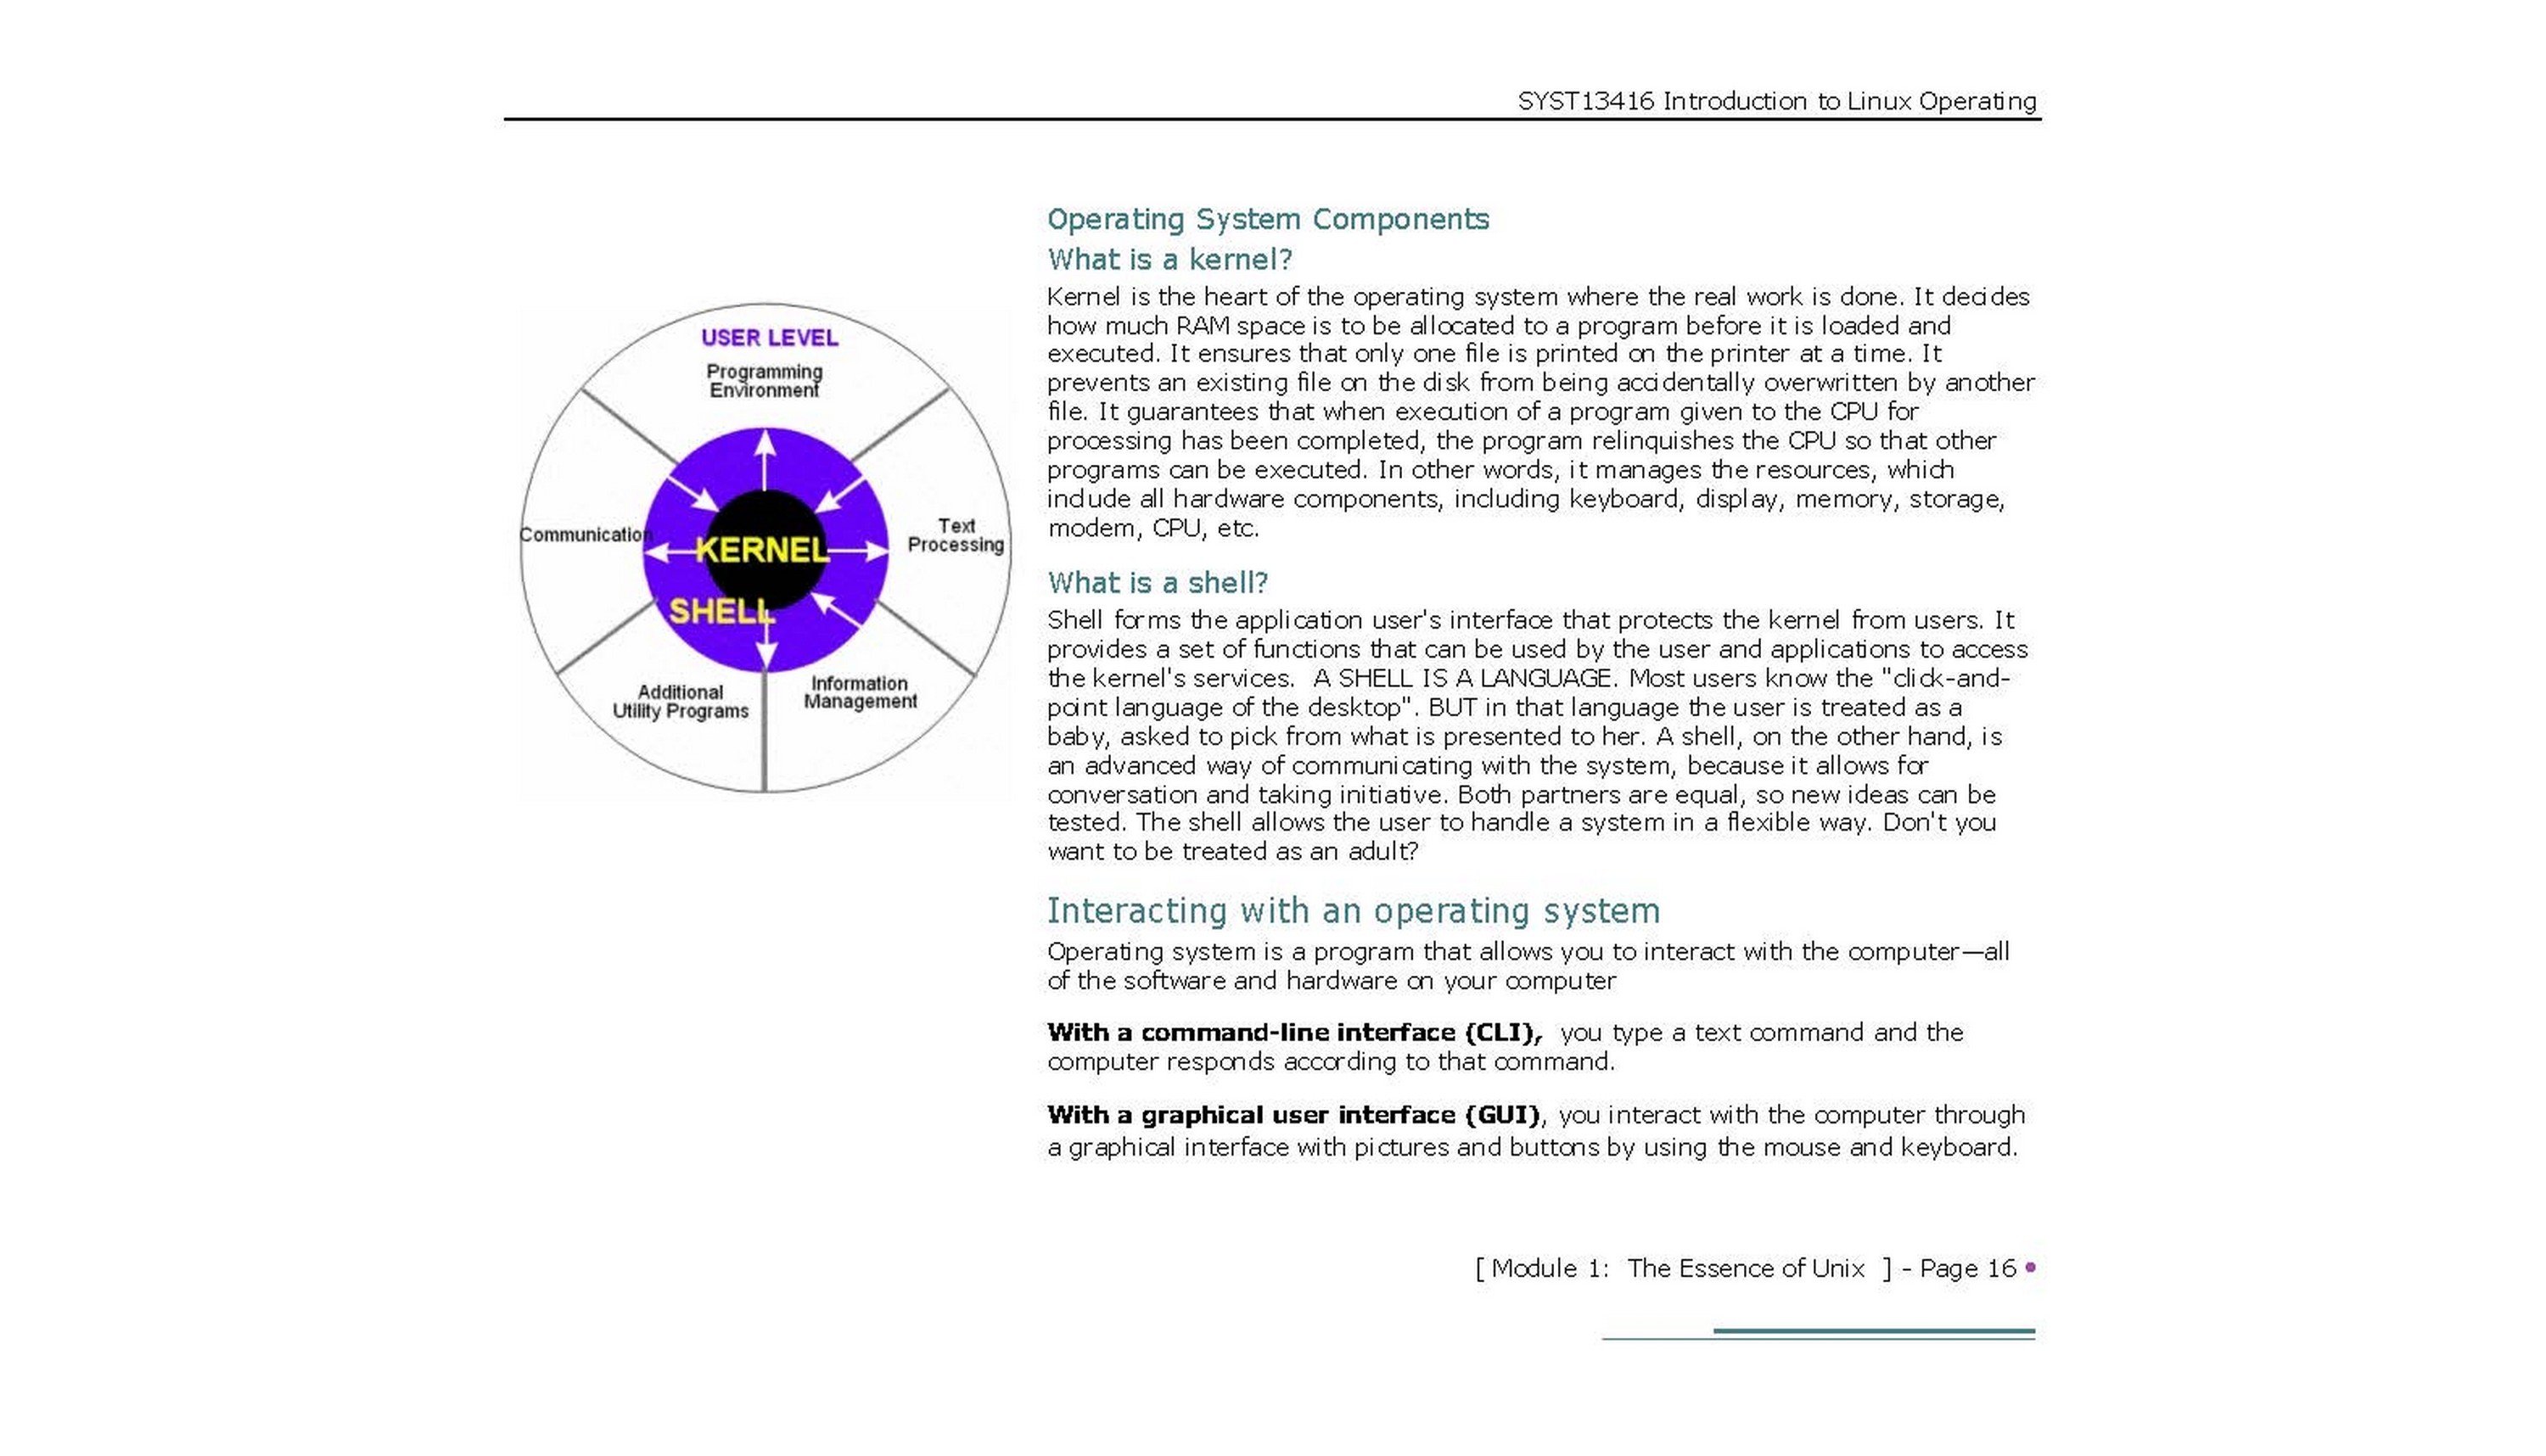 SYST13416 Introduction to Linux Operating
USER LEVEL
Programming
Environment
Communication
KERNEL
Text
Processing
SHELL
Additional
Utility Programs
Information
Management
Operating System Components
What is a kernel?
Kernel is the heart of the operating system where the real work is done. It decides
how much RAM space is to be allocated to a program before it is loaded and
executed. It ensures that only one file is printed on the printer at a time. It
prevents an existing file on the disk from being accidentally overwritten by another
file. It guarantees that when execution of a program given to the CPU for
processing has been completed, the program relinquishes the CPU so that other
programs can be executed. In other words, it manages the resources, which
include all hardware components, including keyboard, display, memory, storage,
modem, CPU, etc.
What is a shell?
Shell forms the application user's interface that protects the kernel from users. It
provides a set of functions that can be used by the user and applications to access
the kernel's services.  A SHELL IS A LANGUAGE. Most users know the "click-and-
point language of the desktop". BUT in that language the user is treated as a
baby, asked to pick from what is presented to her. A shell, on the other hand, is
an advanced way of communicating with the system, because it allows for
conversation and taking initiative. Both partners are equal, so new ideas can be
tested. The shell allows the user to handle a system in a flexible way. Don't you
want to be treated as an adult?
Interacting with an operating system
Operating system is a program that allows you to interact with the computer—all
of the software and hardware on your computer
With a command-line interface (CLI),  you type a text command and the
computer responds according to that command.
With a graphical user interface (GUI), you interact with the computer through
a graphical interface with pictures and buttons by using the mouse and keyboard.
[ Module 1:  The Essence of Unix  ] - Page 16 •